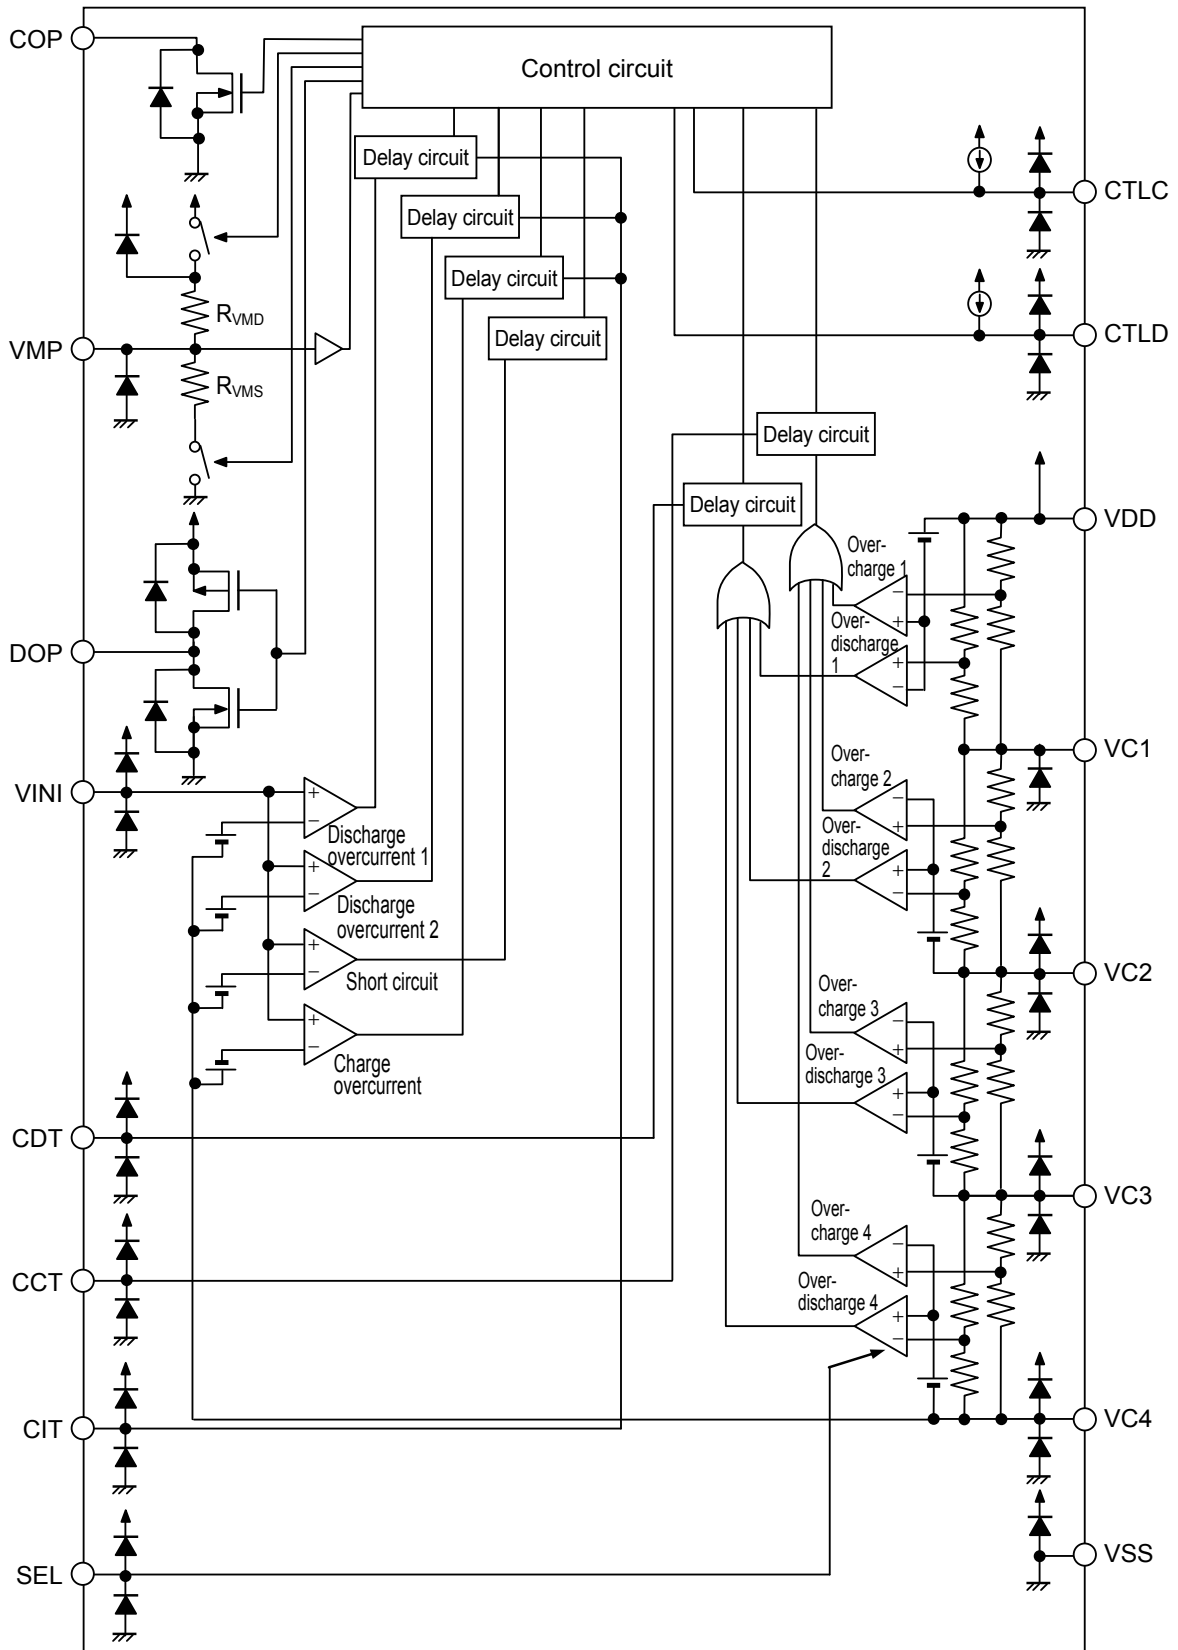 COP
Control circuit
Delay circuit
CTLC
Delay circuit
Delay circuit
RVMD
Delay circuit
CTLD
VMP
RVMS
Delay circuit
Delay circuit
VDD
Over-
charge 1
−
+
Over-
discharge
1
+
−
DOP
VC1
VINI
+
−
Discharge
overcurrent 1
Over-
charge 2
−
+
Over-
discharge
2
+
−
+
−
Discharge
overcurrent 2
+
−
Short circuit
VC2
Over-
charge 3
−
+
+
−
Charge
overcurrent
Over-
discharge 3
+
−
CDT
VC3
Over-
charge 4
−
+
CCT
Over-
discharge 4
+
−
CIT
VC4
SEL
VSS